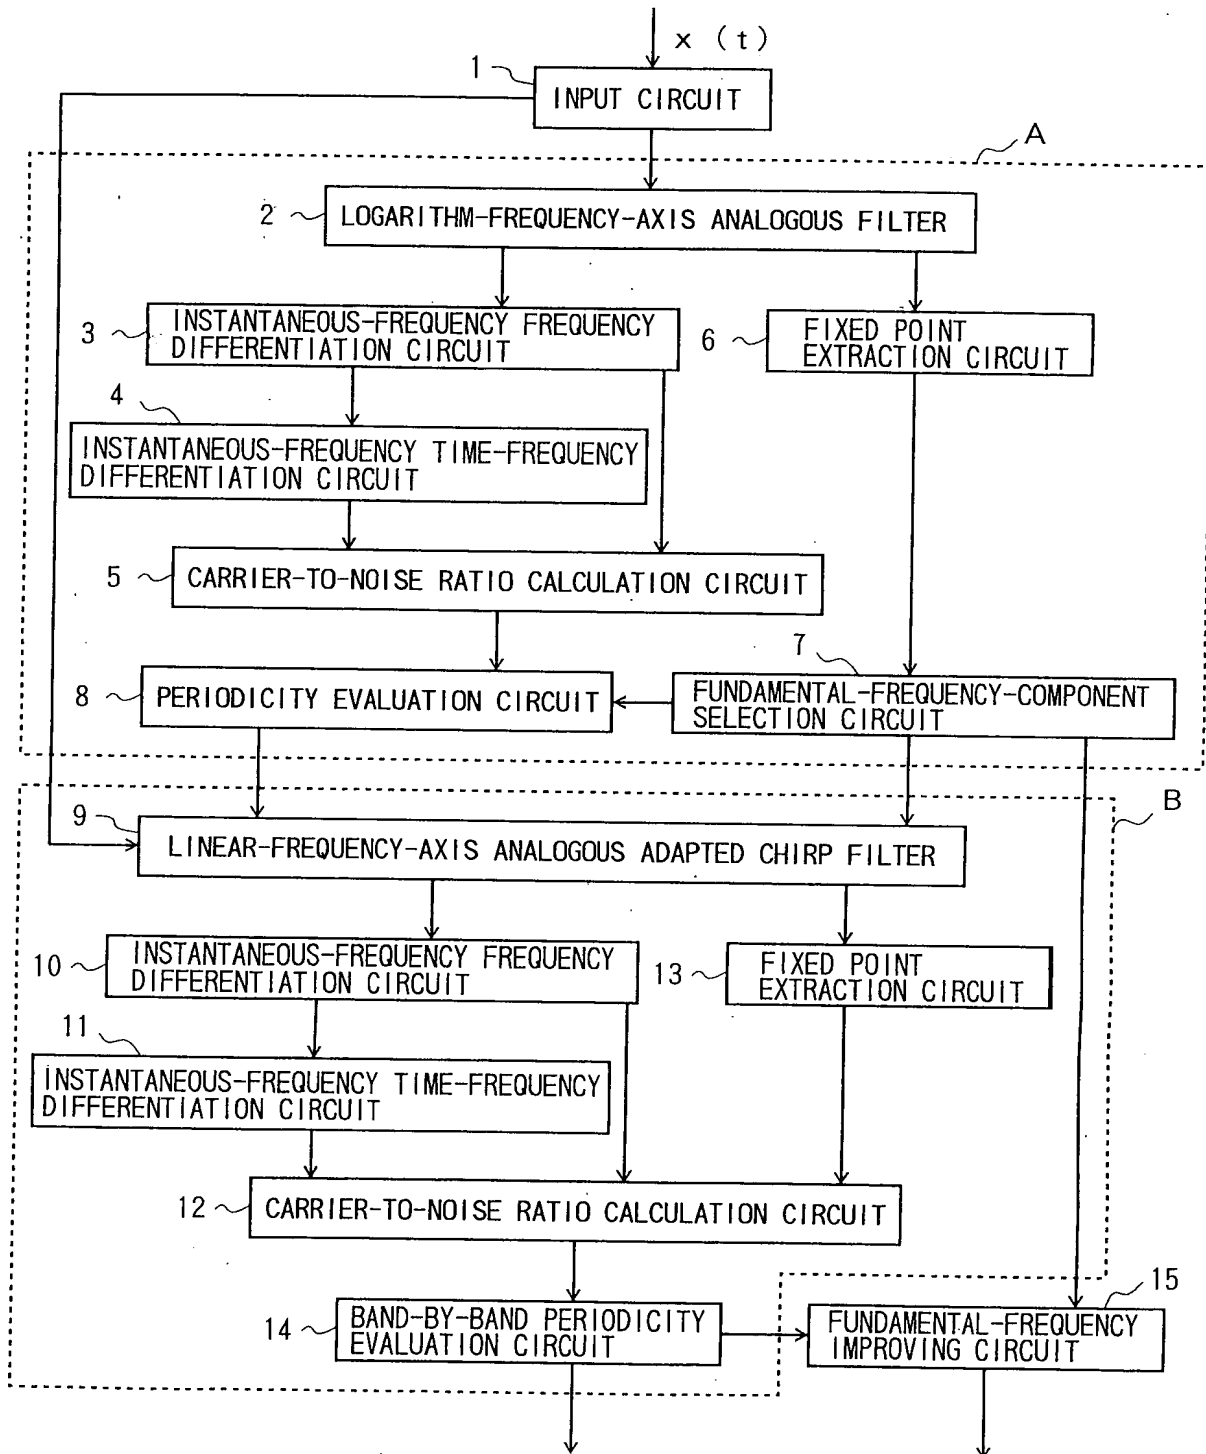 x (t)
1
INPUT CIRCUIT
A
2
LOGARITHM-FREQUENCY-AXIS ANALOGOUS FILTER
3
INSTANTANEOUS-FREQUENCY FREQUENCY
DIFFERENTIATION CIRCUIT
6
FIXED POINT
EXTRACTION CIRCUIT
4
INSTANTANEOUS-FREQUENCY TIME-FREQUENCY
DIFFERENTIATION CIRCUIT
5
CARRIER-TO-NOISE RATIO CALCULATION CIRCUIT
7
8
PERIODICITY EVALUATION CIRCUIT
FUNDAMENTAL-FREQUENCY-COMPONENT
SELECTION CIRCUIT
B
9
LINEAR-FREQUENCY-AXIS ANALOGOUS ADAPTED CHIRP FILTER
10
INSTANTANEOUS-FREQUENCY FREQUENCY
DIFFERENTIATION CIRCUIT
13
FIXED POINT
EXTRACTION CIRCUIT
11
INSTANTANEOUS-FREQUENCY TIME-FREQUENCY
DIFFERENTIATION CIRCUIT
12
CARRIER-TO-NOISE RATIO CALCULATION CIRCUIT
14
BAND-BY-BAND PERIODICITY
EVALUATION CIRCUIT
15
FUNDAMENTAL-FREQUENCY
IMPROVING CIRCUIT